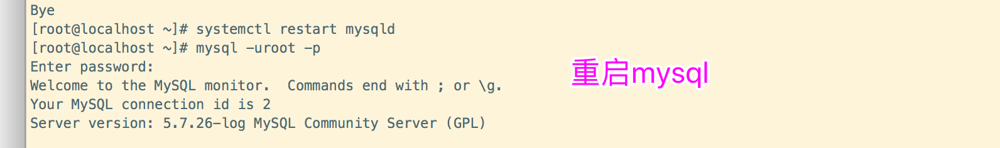 Bye
[root@localhost ~]# systemctl restart mysqld
[root@localhost ~]# mysql -uroot -p
Enter password:
Welcome to the MySQL monitor.  Commands end with ; or \g.
Your MySQL connection id is 2
Server version: 5.7.26-log MySQL Community Server (GPL)
重启mysql